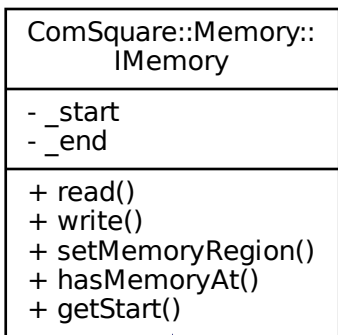 ComSquare::Memory::
IMemory
- _start
- _end
+ read()
+ write()
+ setMemoryRegion()
+ hasMemoryAt()
+ getStart()